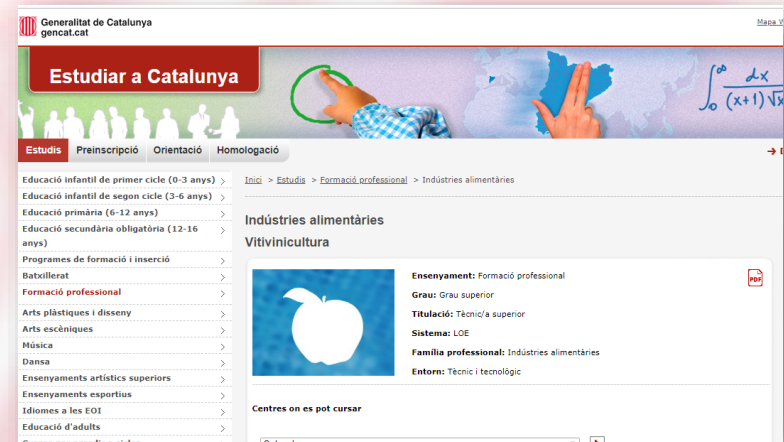 Generalitat de Catalunya
gencat.cat
Mapa
Estudiar a Catalunya
∫₀^∞ dx
(x+1)√x
Estudis Preinscripció Orientació Homologació
Educació infantil de primer cicle (0-3 anys)
Educació infantil de segon cicle (3-6 anys)
Educació primària (6-12 anys)
Educació secundària obligatòria (12-16
anys)
Programes de formació i inserció
Batxillerat
Formació professional
Arts plàstiques i disseny
Arts escèniques
Música
Dansa
Ensenyaments artístics superiors
Ensenyaments esportius
Idiomes a les EOI
Educació d'adults
Inici > Estudis > Formació professional > Indústries alimentàries
Indústries alimentàries
Vitivinicultura
Ensenyament: Formació professional
Grau: Grau superior
Titulació: Tècnic/a superior
Sistema: LOE
Família professional: Indústries alimentàries
Entorn: Tècnic i tecnològic
PDF
Centres on es pot cursar